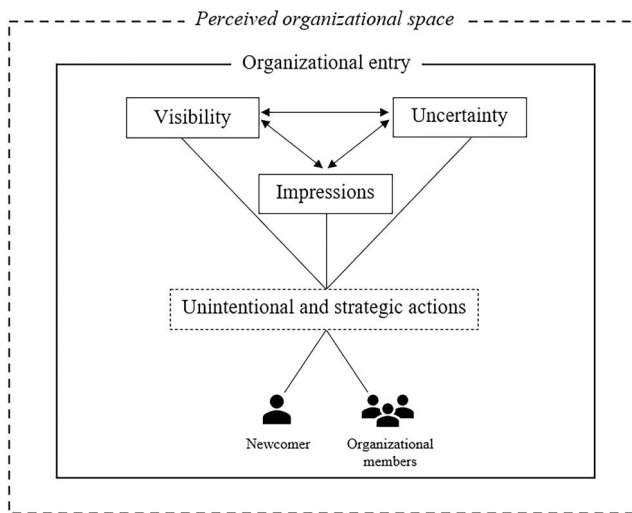 Perceived organizational space
Organizational entry
Visibility
Uncertainty
Impressions
Unintentional and strategic actions
Newcomer
Organizational
members